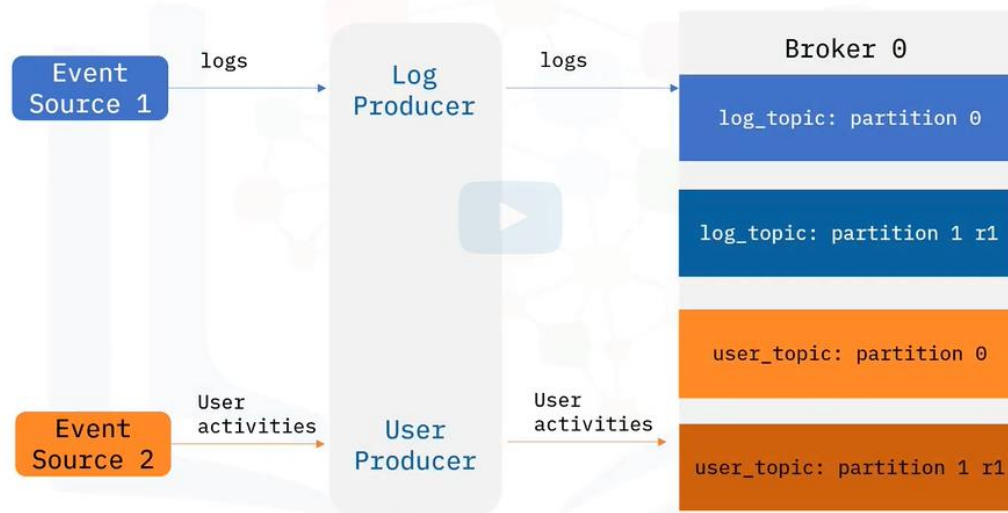 Event
Source 1
logs
Log
Producer
logs
Broker 0
log_topic: partition 0
log_topic: partition 1 r1
user_topic: partition 0
Event
Source 2
User
activities
User
Producer
User
activities
user_topic: partition 1 r1